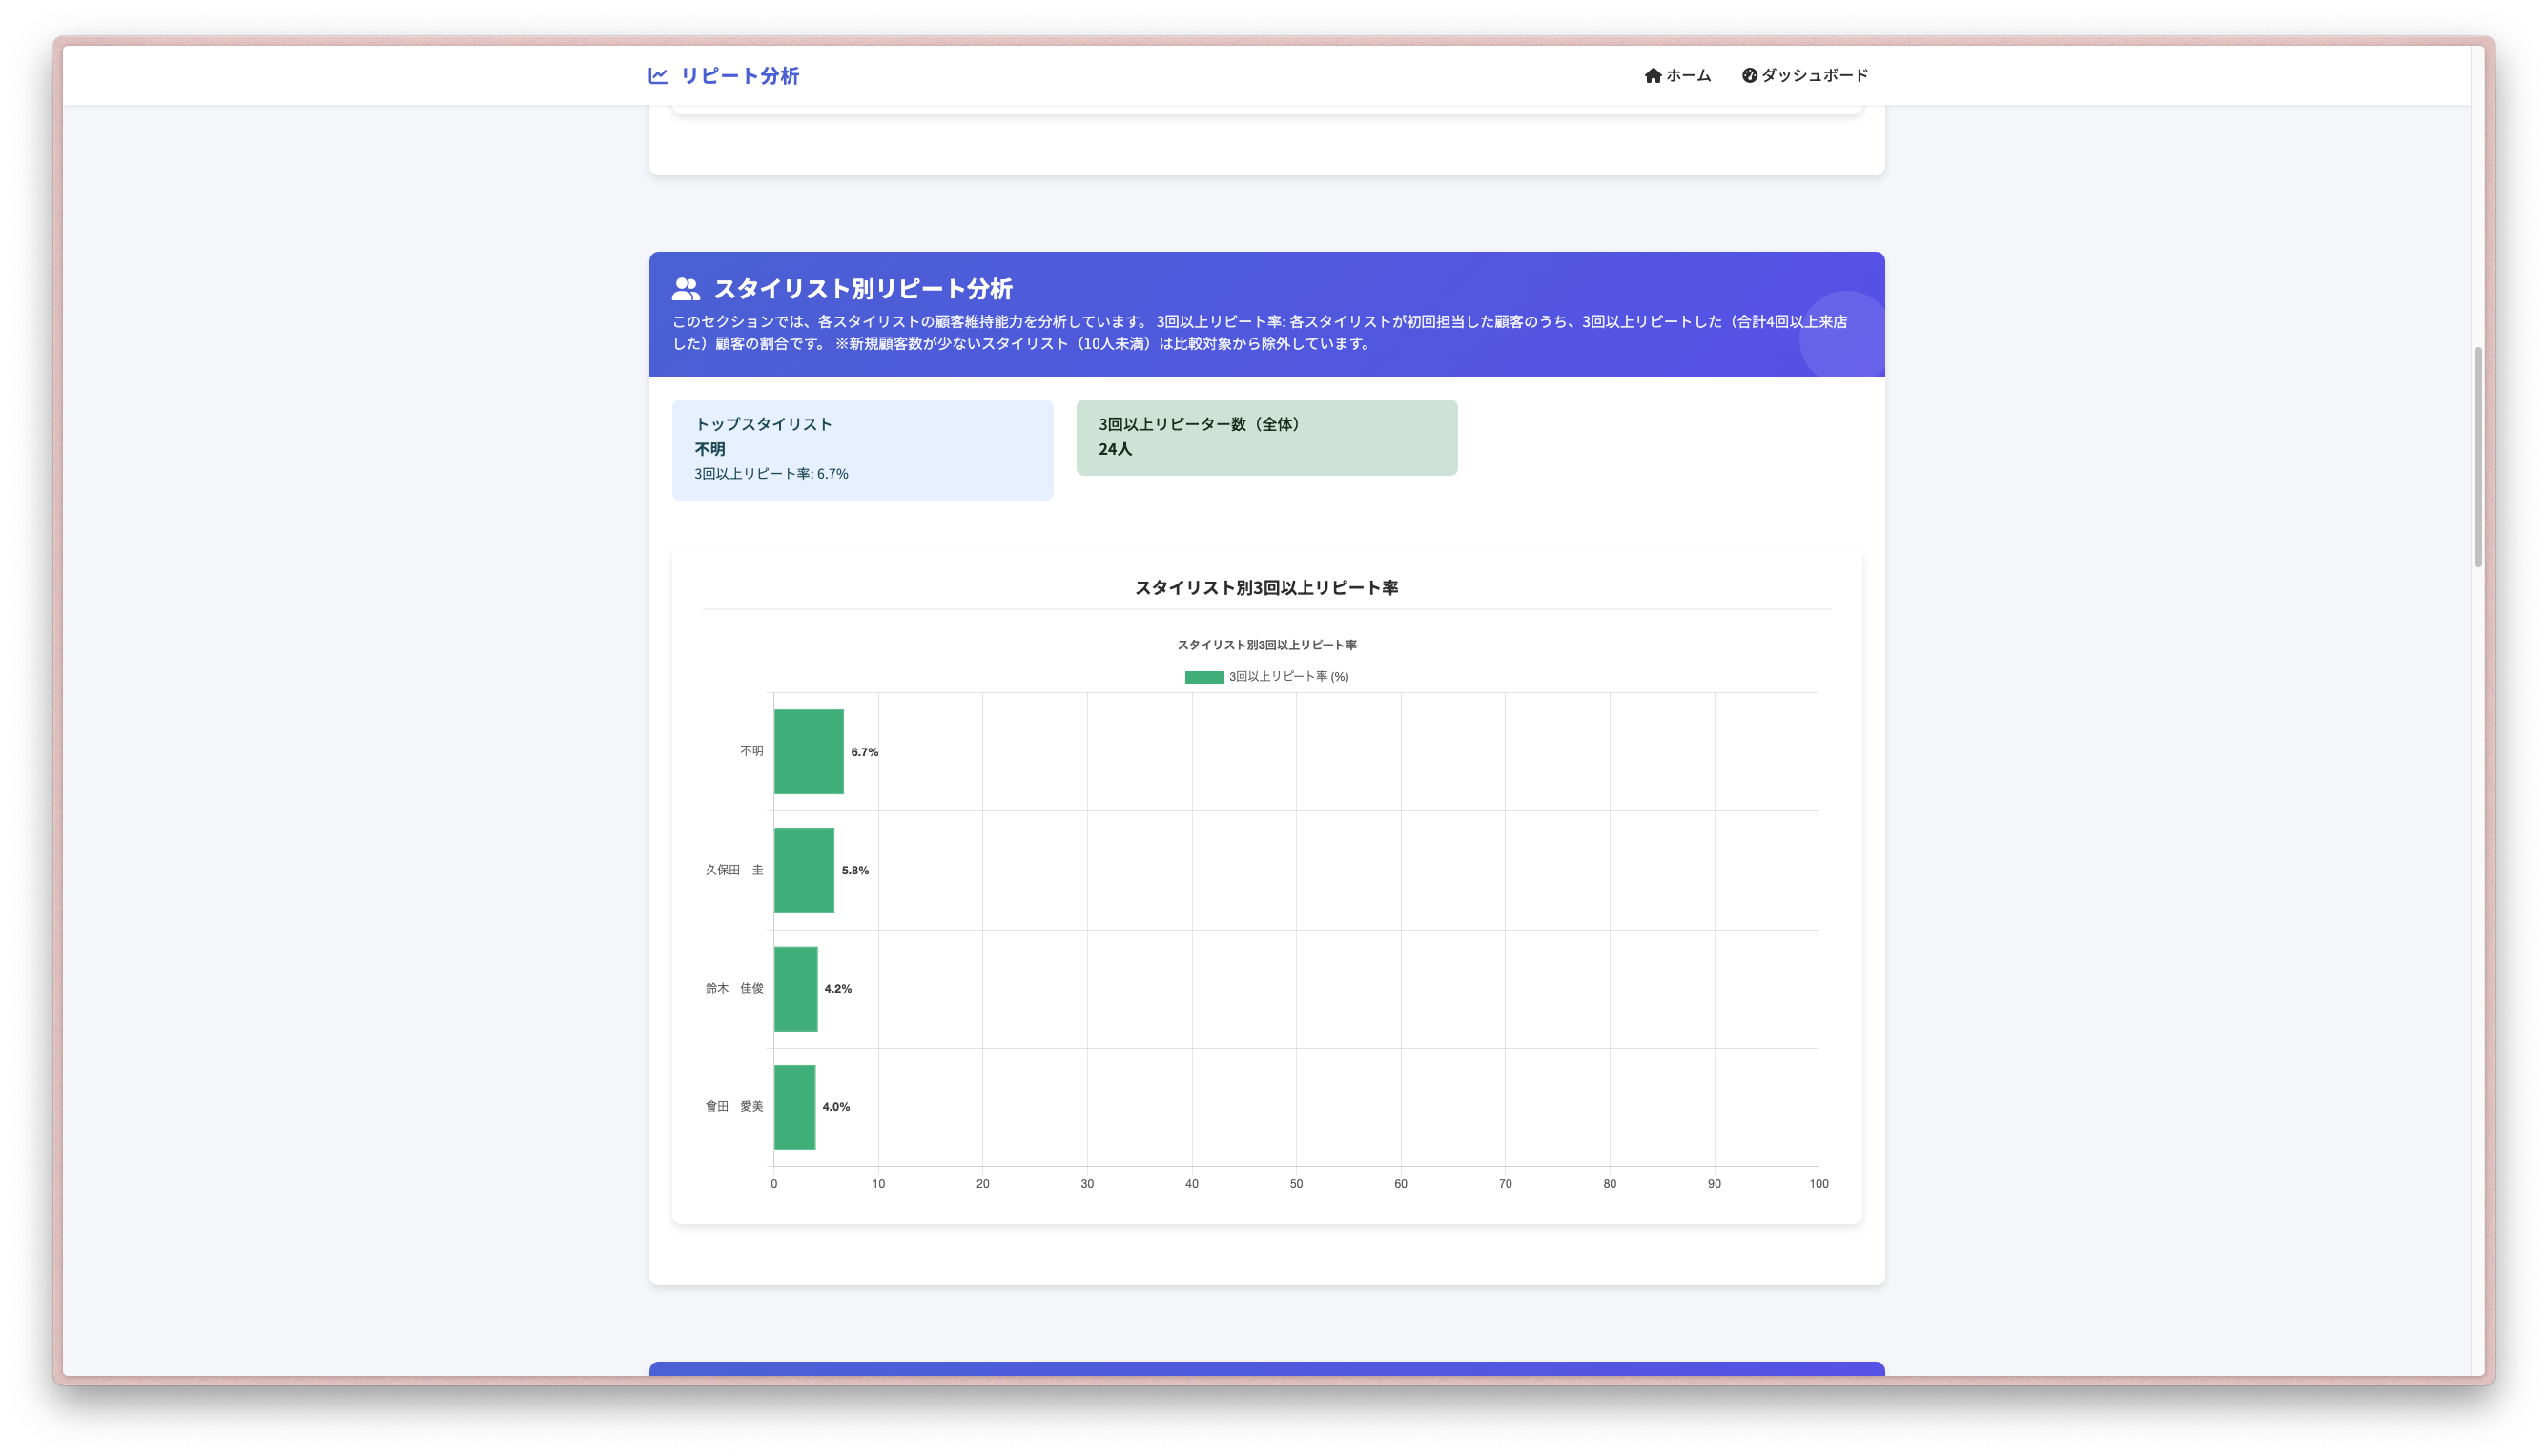 リピート分析
ホーム
ダッシュボード
スタイリスト別リピート分析
このセクションでは、各スタイリストの顧客維持能力を分析しています。 3回以上リピート率: 各スタイリストが初回担当した顧客のうち、3回以上リピートした（合計4回以上来店
した）顧客の割合です。 ※新規顧客数が少ないスタイリスト（10人未満）は比較対象から除外しています。
トップスタイリスト
不明
3回以上リピート率: 6.7%
3回以上リピーター数（全体）
24人
スタイリスト別3回以上リピート率
スタイリスト別3回以上リピート率
3回以上リピート率 (%)
不明 6.7%
久保田　圭 5.8%
鈴木　佳俊 4.2%
會田　愛美 4.0%
0 10 20 30 40 50 60 70 80 90 100